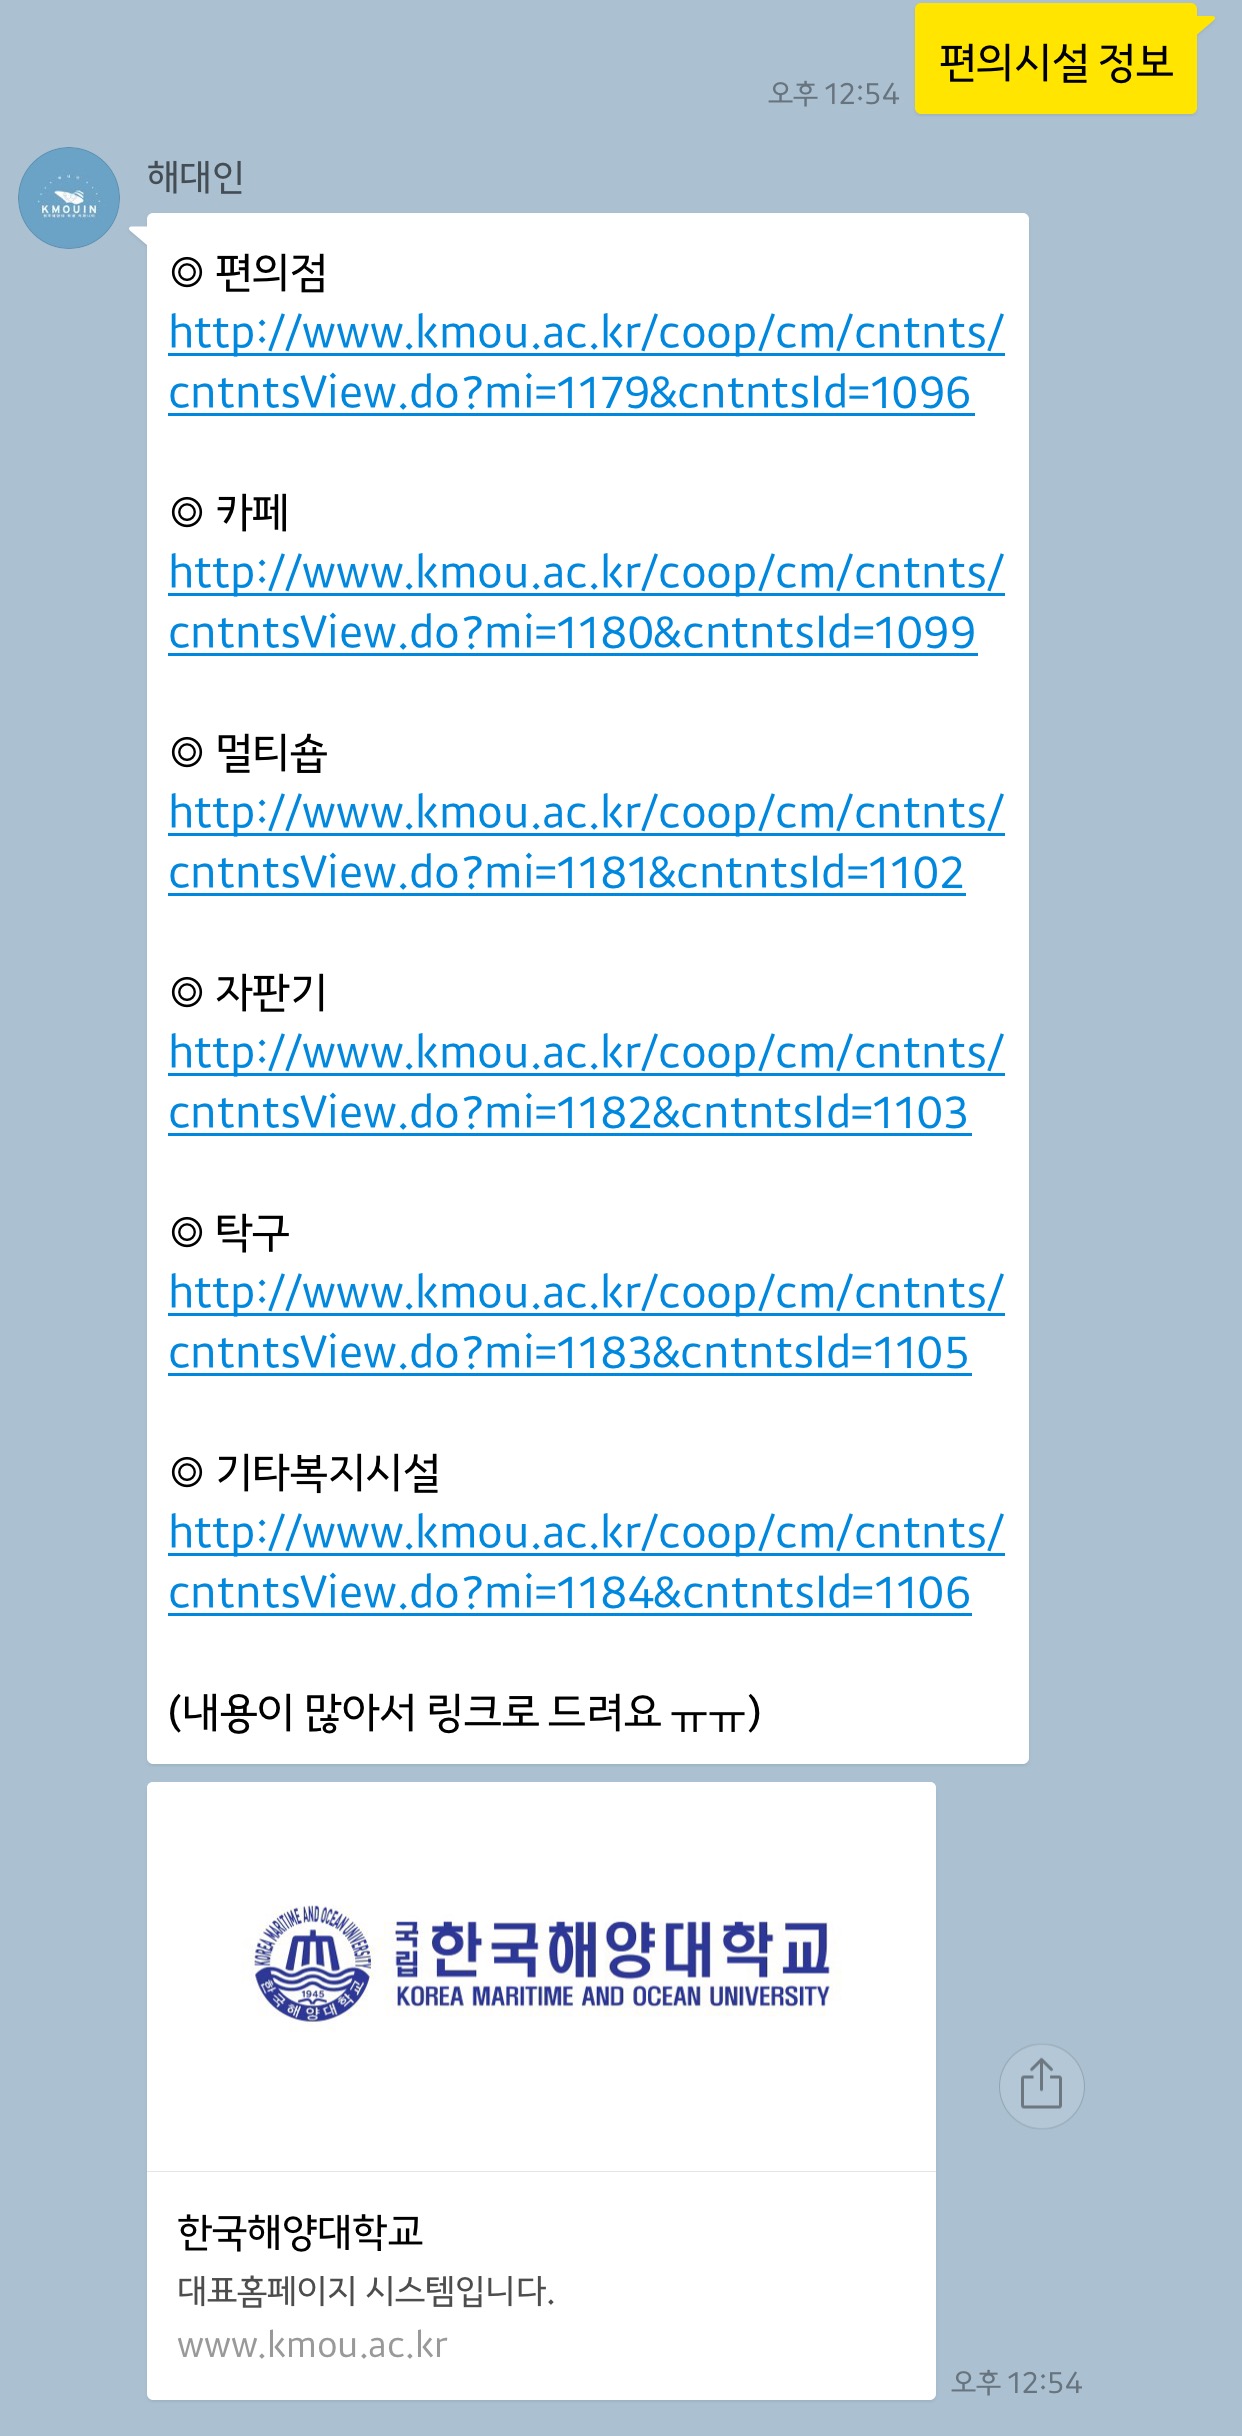 편의시설 정보
오후 12:54
해대인
KMOUIN
◎ 편의점
http://www.kmou.ac.kr/coop/cm/cntnts/
cntntsView.do?mi=1179&cntntsId=1096
◎ 카페
http://www.kmou.ac.kr/coop/cm/cntnts/
cntntsView.do?mi=1180&cntntsId=1099
◎ 멀티숍
http://www.kmou.ac.kr/coop/cm/cntnts/
cntntsView.do?mi=1181&cntntsId=1102
◎ 자판기
http://www.kmou.ac.kr/coop/cm/cntnts/
cntntsView.do?mi=1182&cntntsId=1103
◎ 탁구
http://www.kmou.ac.kr/coop/cm/cntnts/
cntntsView.do?mi=1183&cntntsId=1105
◎ 기타복지시설
http://www.kmou.ac.kr/coop/cm/cntnts/
cntntsView.do?mi=1184&cntntsId=1106
(내용이 많아서 링크로 드려요 ㅠㅠ)
KOREA MARITIME AND OCEAN UNIVERSITY
1945
한국해양대학교
국립 한국해양대학교
KOREA MARITIME AND OCEAN UNIVERSITY
한국해양대학교
대표홈페이지 시스템입니다.
www.kmou.ac.kr
오후 12:54